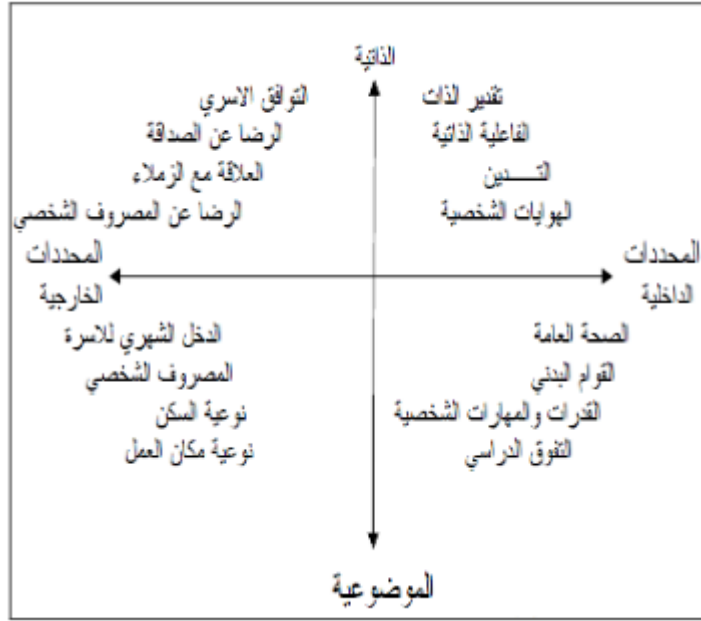 الذاتية
تقدير الذات
الفاعلية الذاتية
التـــدين
الهوايات الشخصية
التوافق الاسري
الرضا عن الصداقة
العلاقة مع الزملاء
الرضا عن المصروف الشخصي
المحددات
الداخلية
المحددات
الخارجية
الصحة العامة
القوام البدني
القدرات والمهارات الشخصية
التفوق الدراسي
الدخل الشهري للاسرة
المصروف الشخصي
نوعية السكن
نوعية مكان العمل
الموضوعية